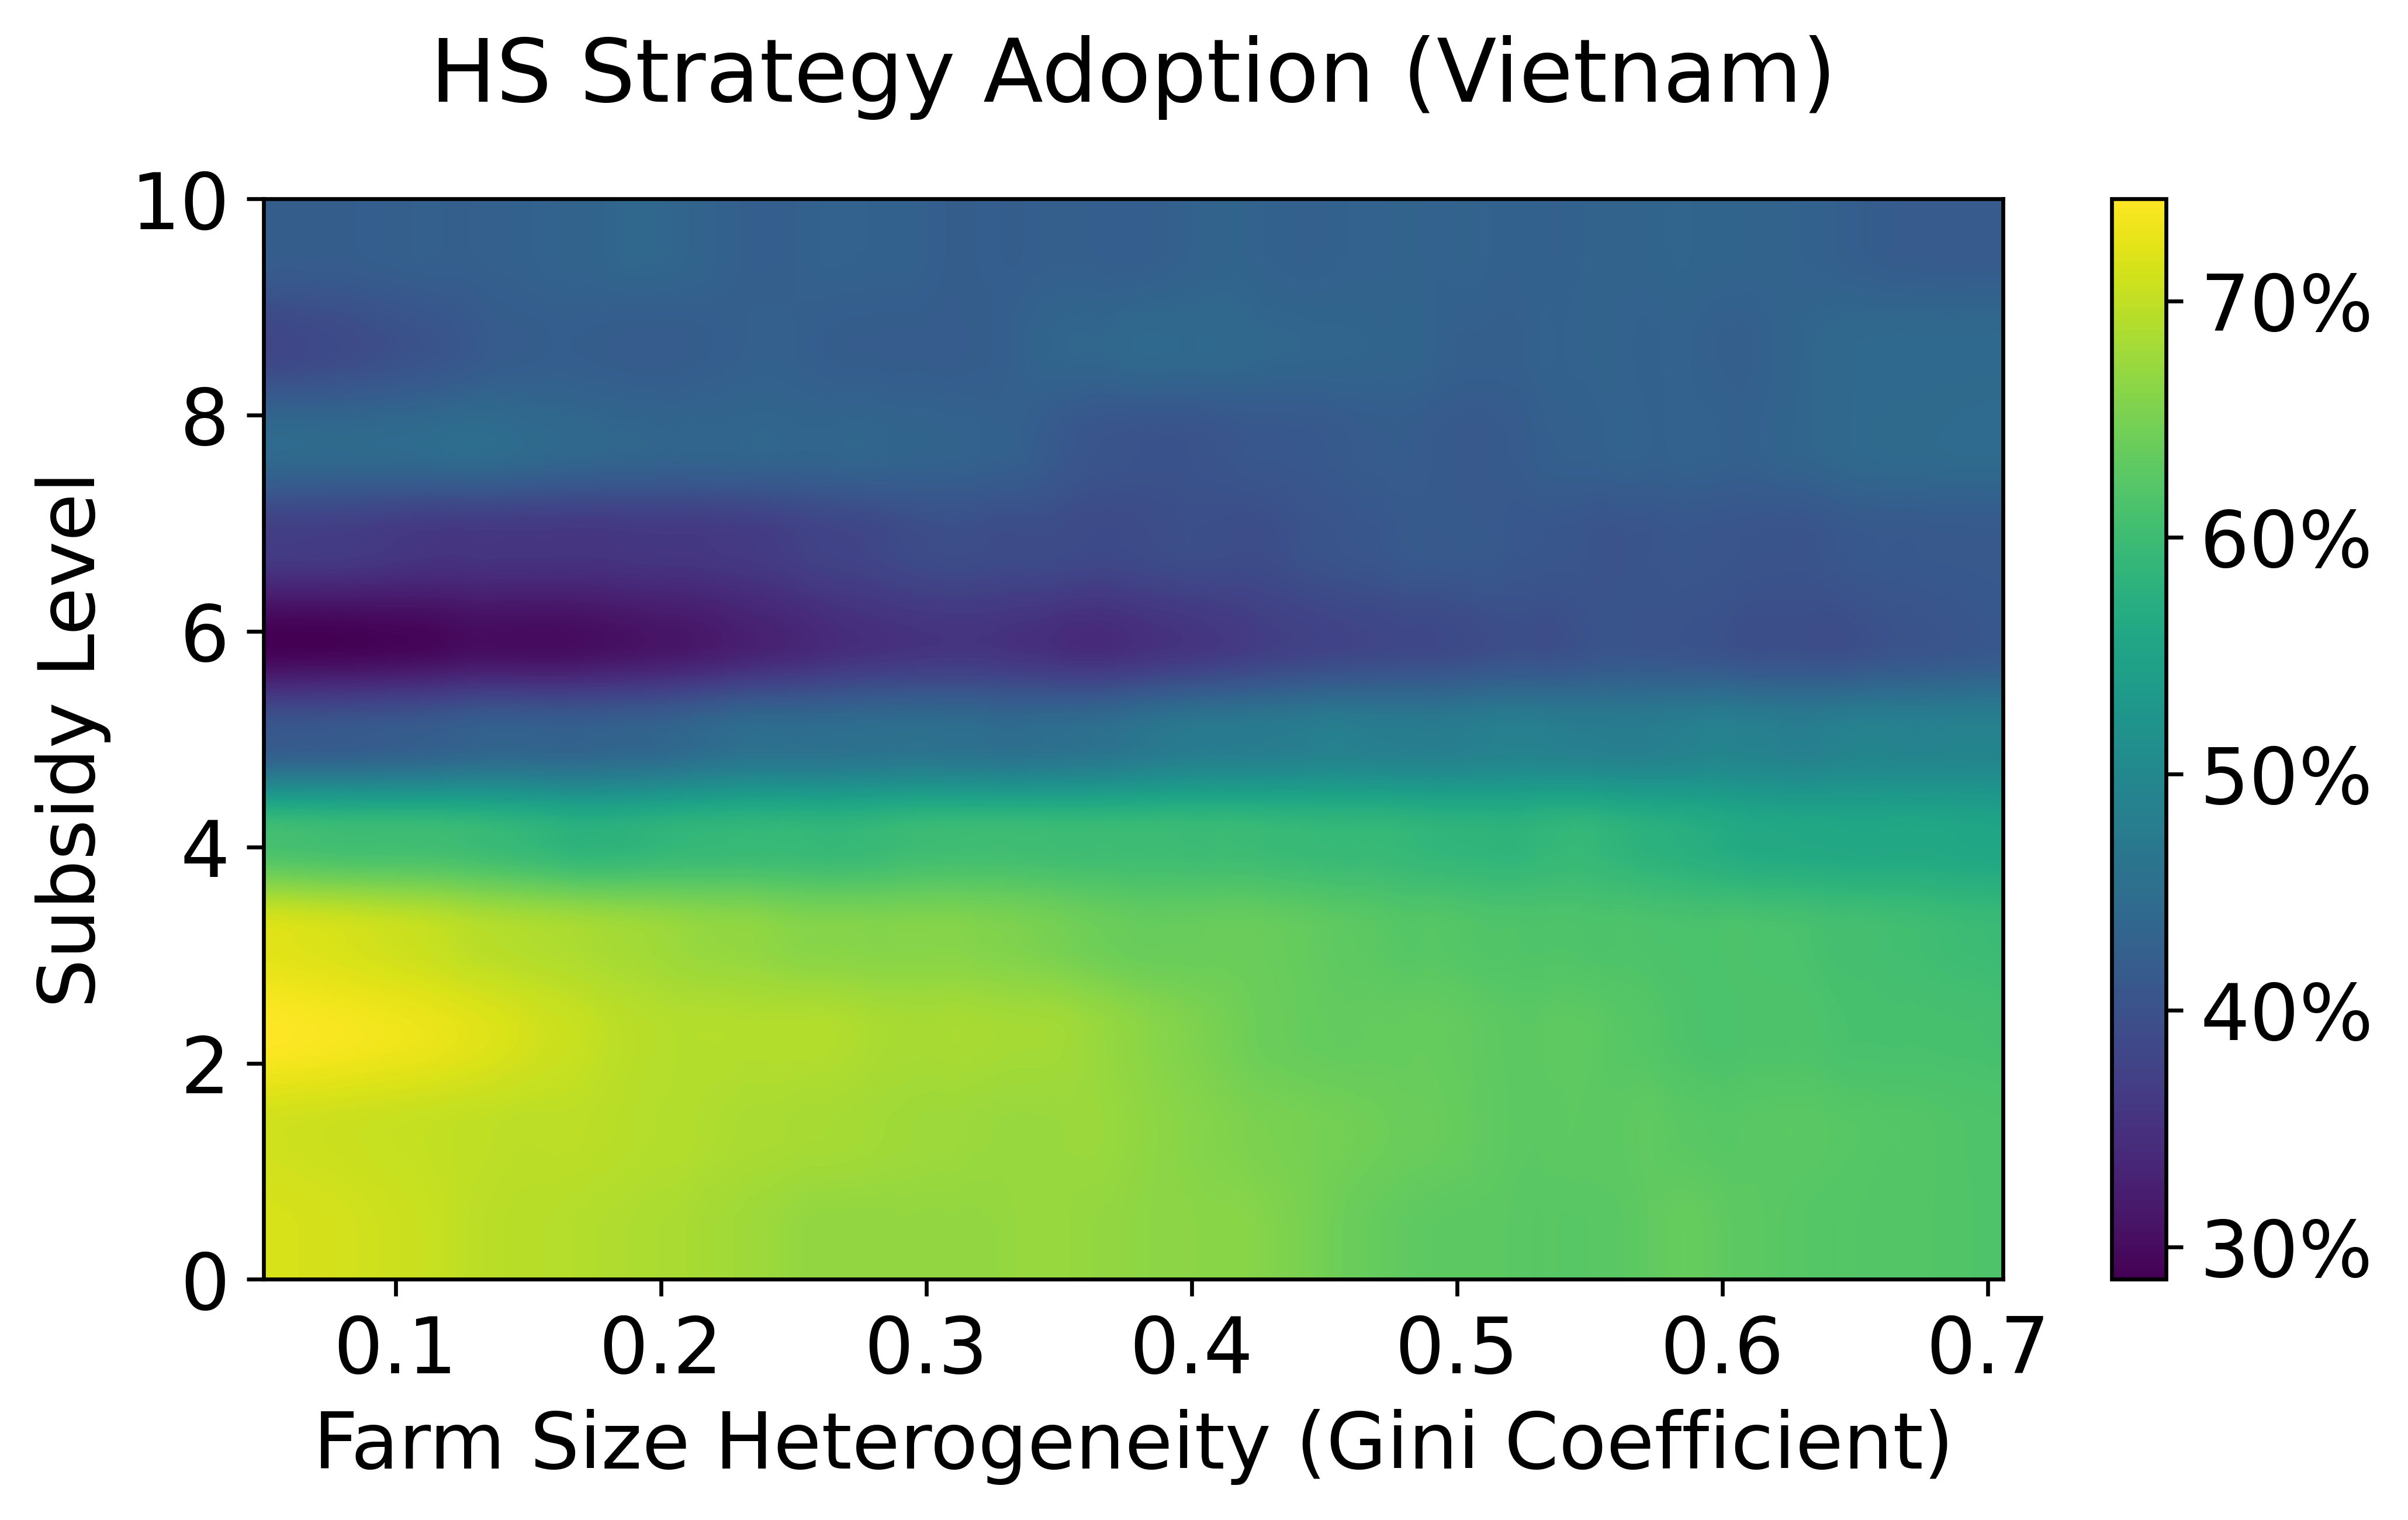 HS Strategy Adoption (Vietnam)
10
8
6
4
2
0
Subsidy Level
0.1 0.2 0.3 0.4 0.5 0.6 0.7
Farm Size Heterogeneity (Gini Coefficient)
70%
60%
50%
40%
30%